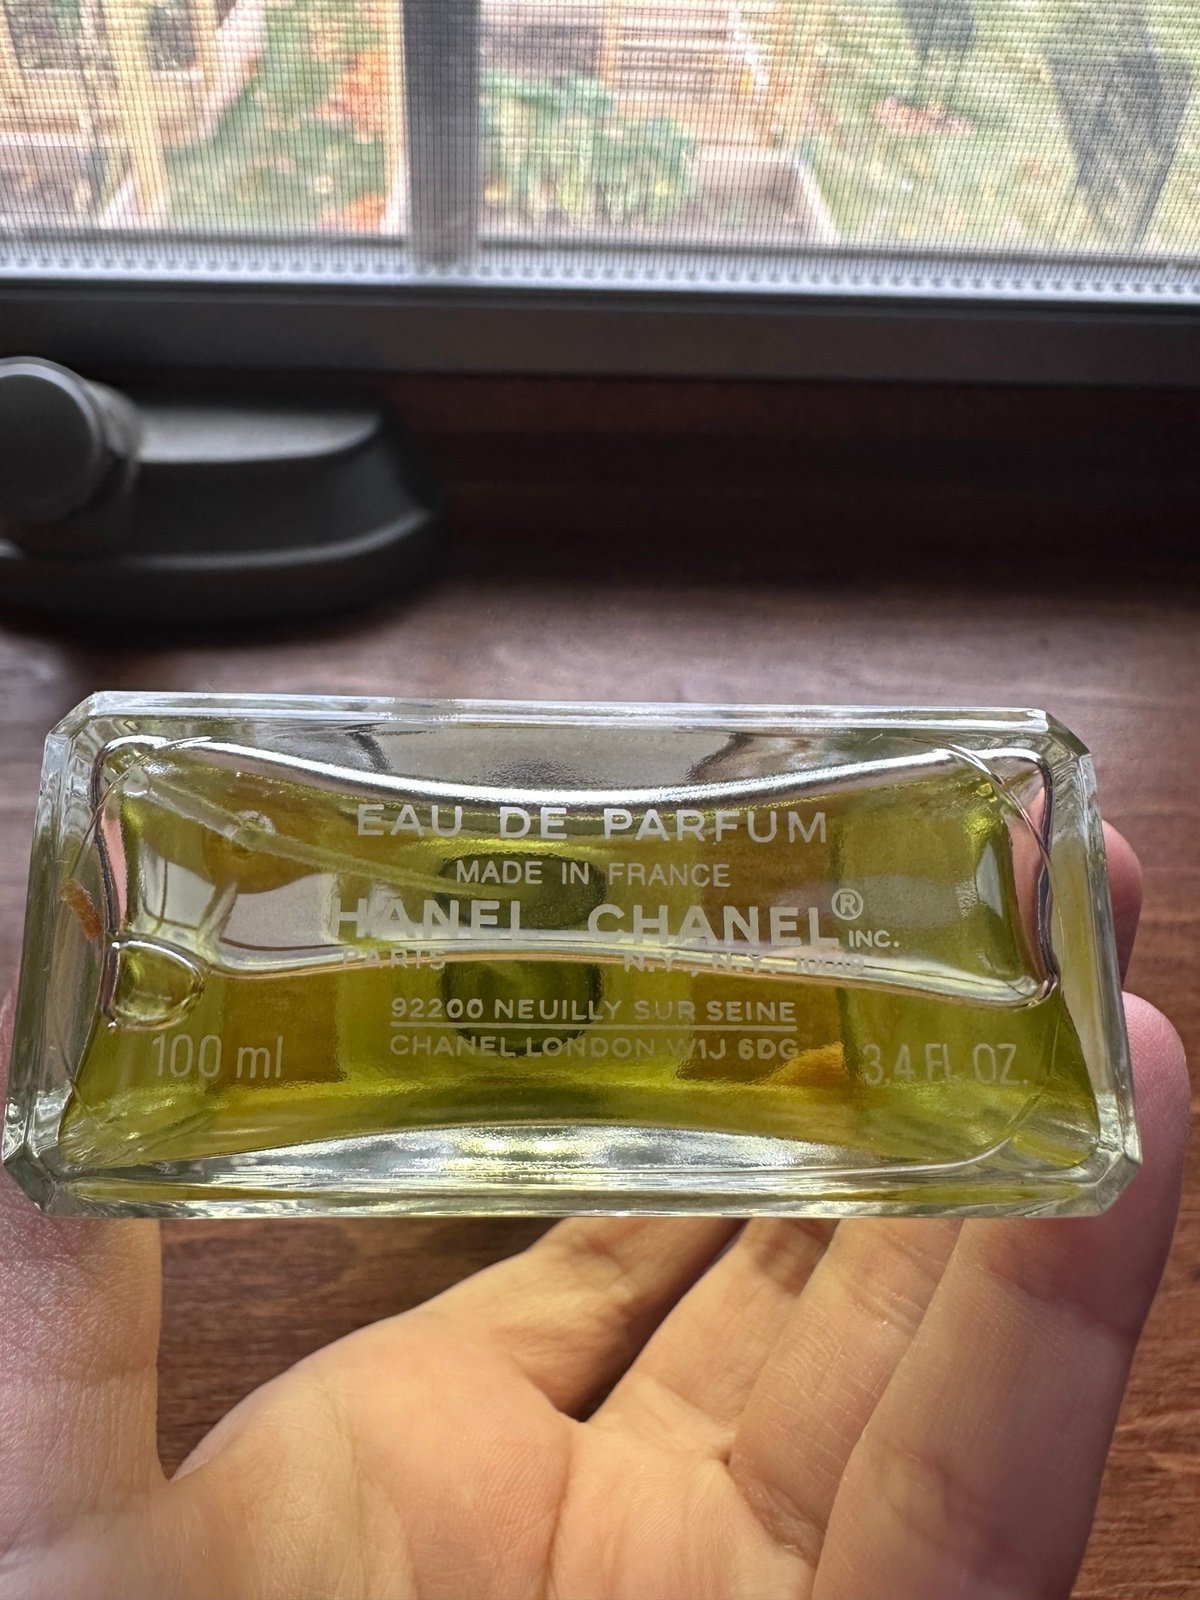 EAU DE PARFUM
MADE IN FRANCE
HANEL CHANEL® INC.
PARIS N.Y., N.Y. 10019
92200 NEUILLY SUR SEINE
CHANEL LONDON W1J 6DG
100 ml 3.4 FL. OZ.